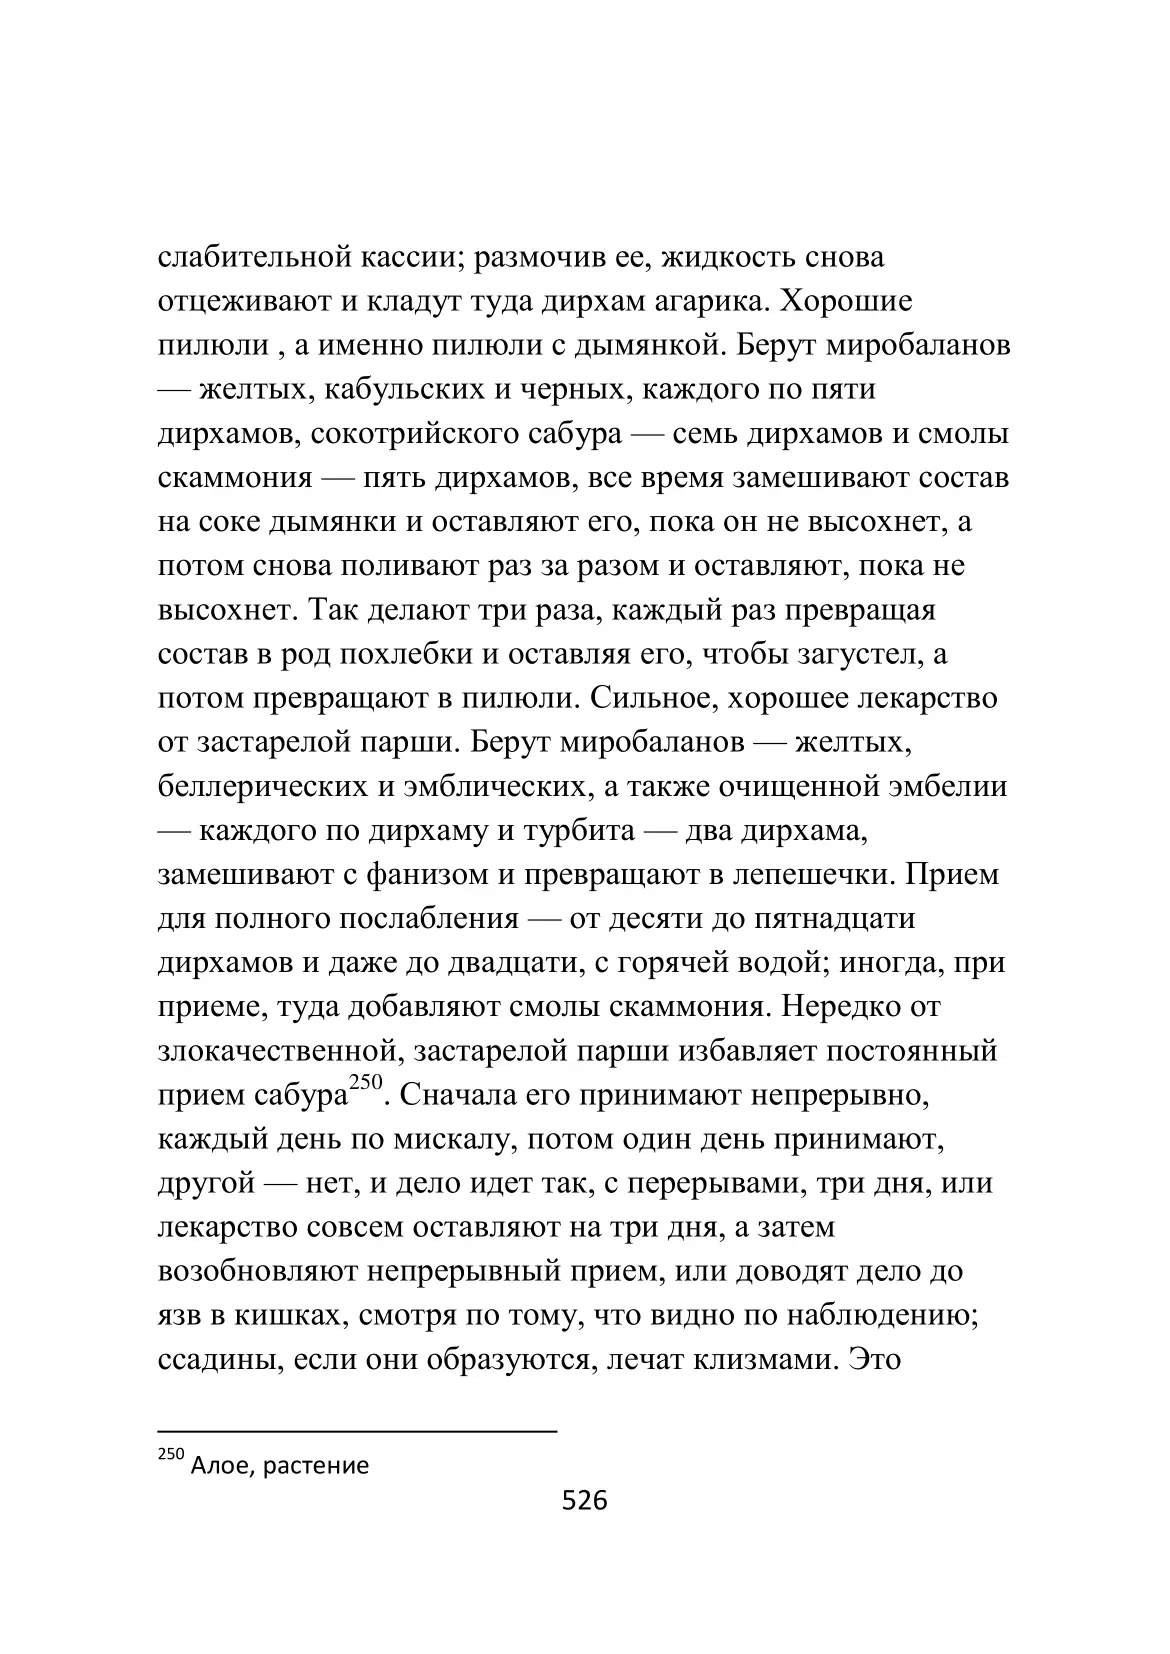 слабительной кассии; размочив ее, жидкость снова
отцеживают и кладут туда дирхам агарика. Хорошие
пилюли , а именно пилюли с дымянкой. Берут миробаланов
— желтых, кабульских и черных, каждого по пяти
дирхамов, сокотрийского сабура — семь дирхамов и смолы
скаммония — пять дирхамов, все время замешивают состав
на соке дымянки и оставляют его, пока он не высохнет, а
потом снова поливают раз за разом и оставляют, пока не
высохнет. Так делают три раза, каждый раз превращая
состав в род похлебки и оставляя его, чтобы загустел, а
потом превращают в пилюли. Сильное, хорошее лекарство
от застарелой парши. Берут миробаланов — желтых,
беллерических и эмблических, а также очищенной эмбелии
— каждого по дирхаму и турбита — два дирхама,
замешивают с фанизом и превращают в лепешечки. Прием
для полного послабления — от десяти до пятнадцати
дирхамов и даже до двадцати, с горячей водой; иногда, при
приеме, туда добавляют смолы скаммония. Нередко от
злокачественной, застарелой парши избавляет постоянный
прием сабура250. Сначала его принимают непрерывно,
каждый день по мискалу, потом один день принимают,
другой — нет, и дело идет так, с перерывами, три дня, или
лекарство совсем оставляют на три дня, а затем
возобновляют непрерывный прием, или доводят дело до
язв в кишках, смотря по тому, что видно по наблюдению;
ссадины, если они образуются, лечат клизмами. Это
250 Алое, растение
526